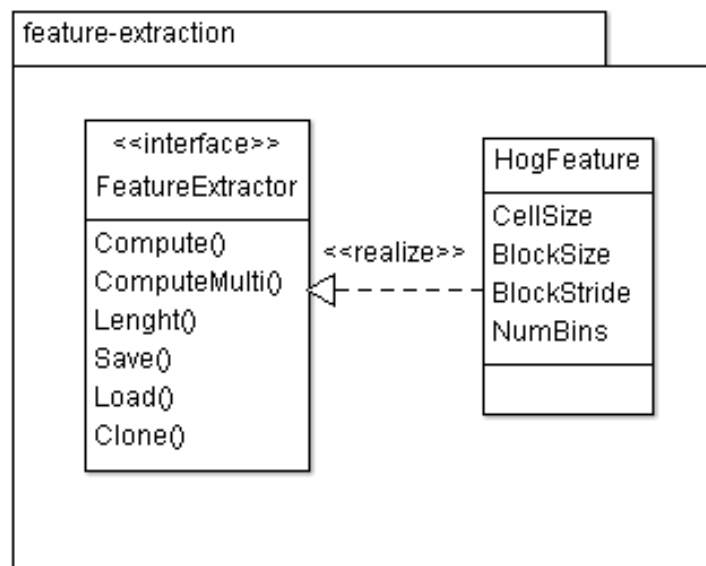 feature-extraction
<<interface>>
FeatureExtractor
Compute()
ComputeMulti()
Lenght()
Save()
Load()
Clone()
<<realize>>
HogFeature
CellSize
BlockSize
BlockStride
NumBins